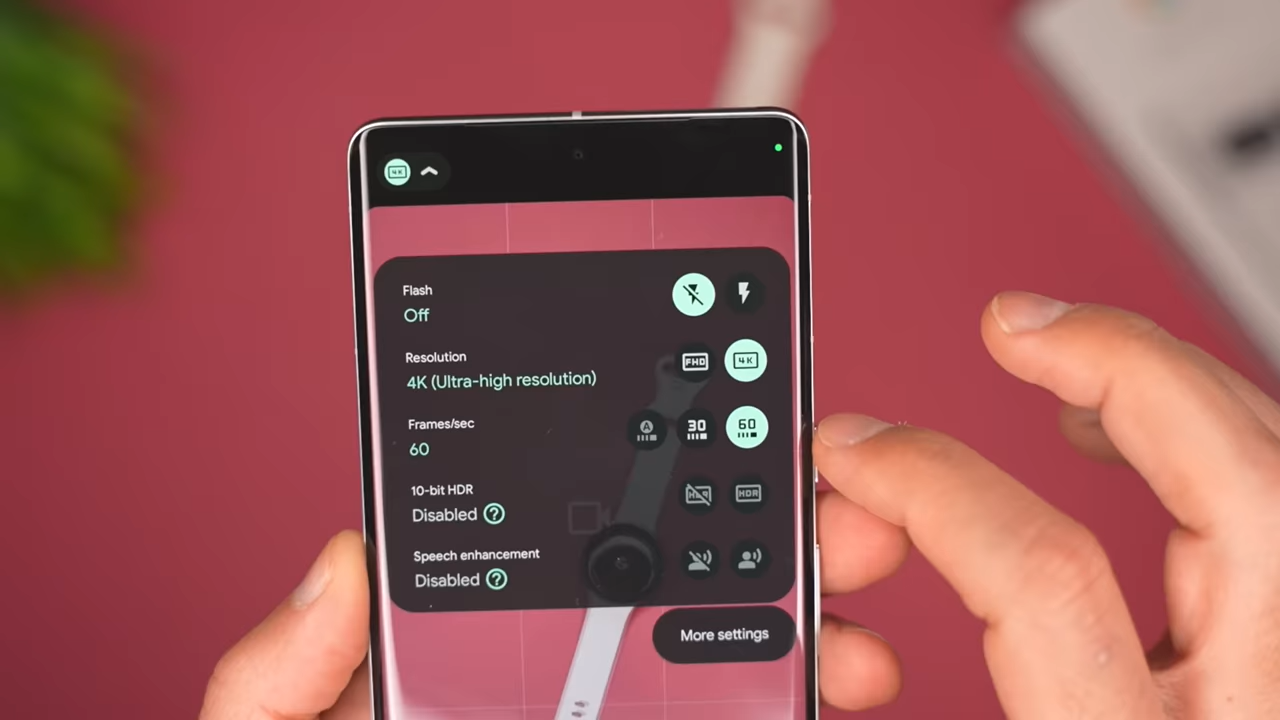 4K
Flash
Off
Resolution
4K (Ultra-high resolution)
FHD
4K
Frames/sec
60
A
30
60
10-bit HDR
Disabled ?
HDR
HDR
Speech enhancement
Disabled ?
More settings